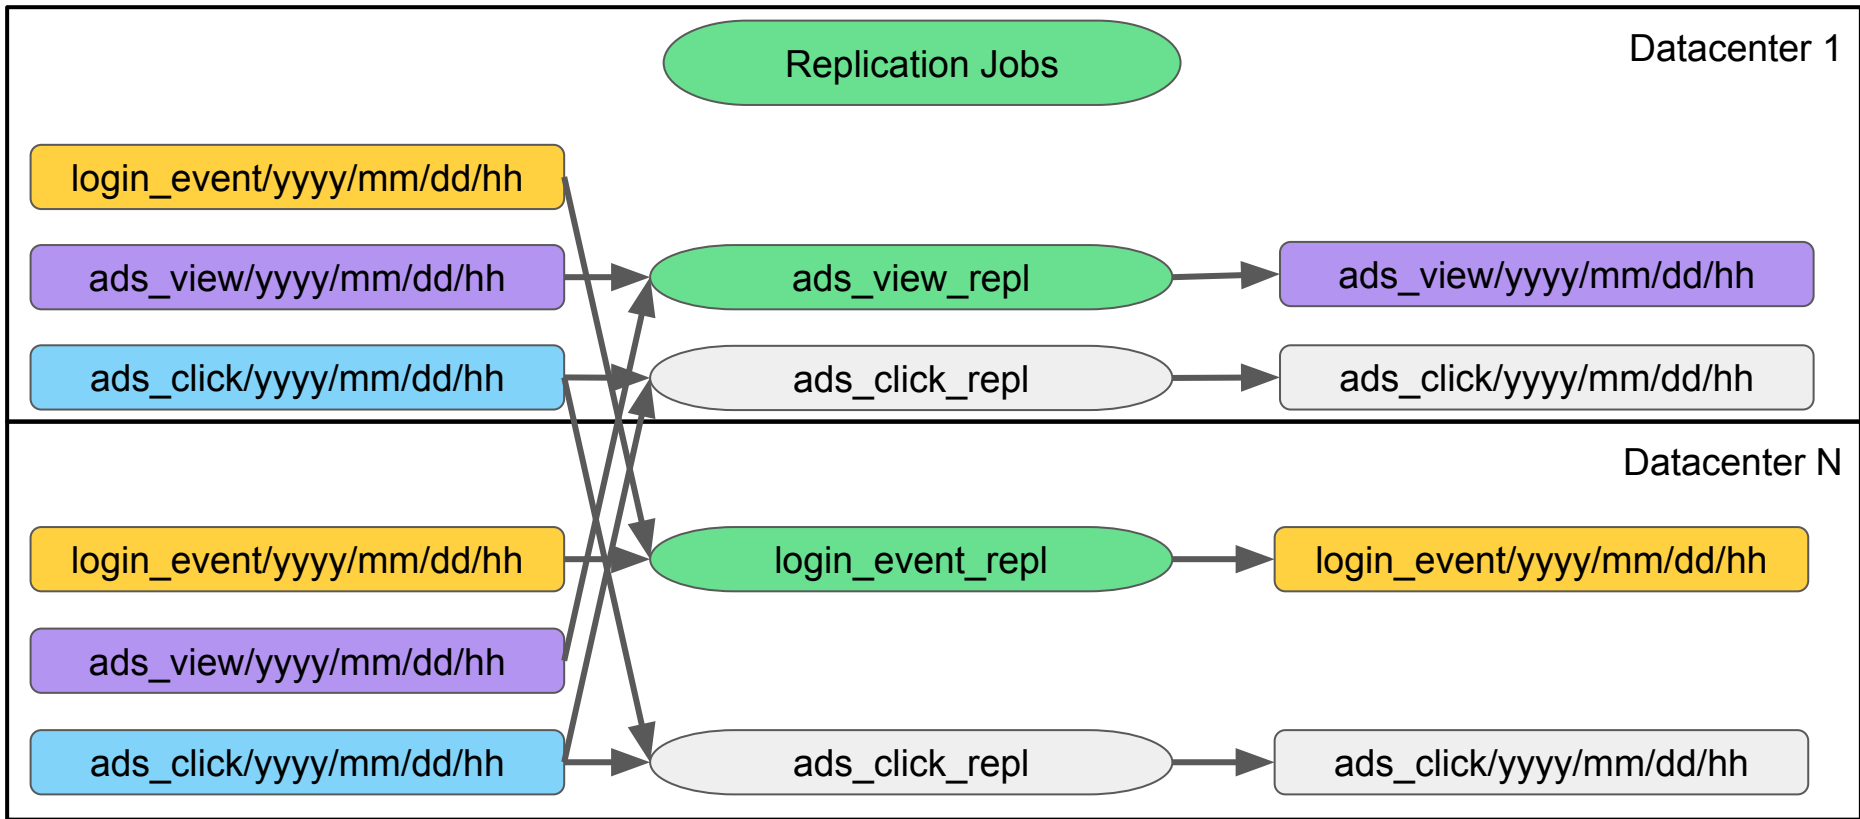 Replication Jobs
Datacenter 1
login_event/yyyy/mm/dd/hh
ads_view/yyyy/mm/dd/hh
ads_view_repl
ads_view/yyyy/mm/dd/hh
ads_click/yyyy/mm/dd/hh
ads_click_repl
ads_click/yyyy/mm/dd/hh
Datacenter N
login_event/yyyy/mm/dd/hh
login_event_repl
login_event/yyyy/mm/dd/hh
ads_view/yyyy/mm/dd/hh
ads_click/yyyy/mm/dd/hh
ads_click_repl
ads_click/yyyy/mm/dd/hh